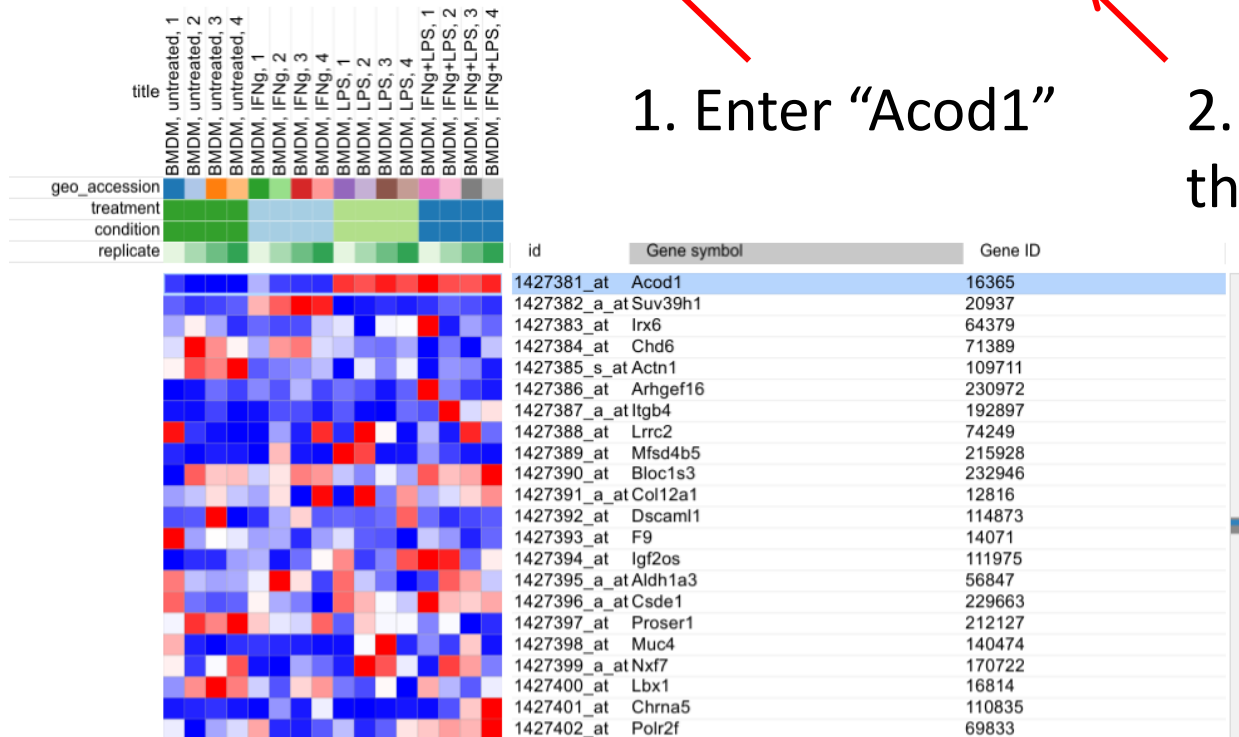 title
BMDM, untreated, 1
BMDM, untreated, 2
BMDM, untreated, 3
BMDM, untreated, 4
BMDM, IFNg, 1
BMDM, IFNg, 2
BMDM, IFNg, 3
BMDM, IFNg, 4
BMDM, LPS, 1
BMDM, LPS, 2
BMDM, LPS, 3
BMDM, LPS, 4
BMDM, IFNg+LPS, 1
BMDM, IFNg+LPS, 2
BMDM, IFNg+LPS, 3
BMDM, IFNg+LPS, 4
1. Enter “Acod1”
2.
th
geo_accession
treatment
condition
replicate
id Gene symbol Gene ID
1427381_at Acod1 16365
1427382_a_at Suv39h1 20937
1427383_at Irx6 64379
1427384_at Chd6 71389
1427385_s_at Actn1 109711
1427386_at Arhgef16 230972
1427387_a_at Itgb4 192897
1427388_at Lrrc2 74249
1427389_at Mfsd4b5 215928
1427390_at Bloc1s3 232946
1427391_a_at Col12a1 12816
1427392_at Dscaml1 114873
1427393_at F9 14071
1427394_at Igf2os 111975
1427395_a_at Aldh1a3 56847
1427396_a_at Csde1 229663
1427397_at Proser1 212127
1427398_at Muc4 140474
1427399_a_at Nxf7 170722
1427400_at Lbx1 16814
1427401_at Chrna5 110835
1427402_at Polr2f 69833